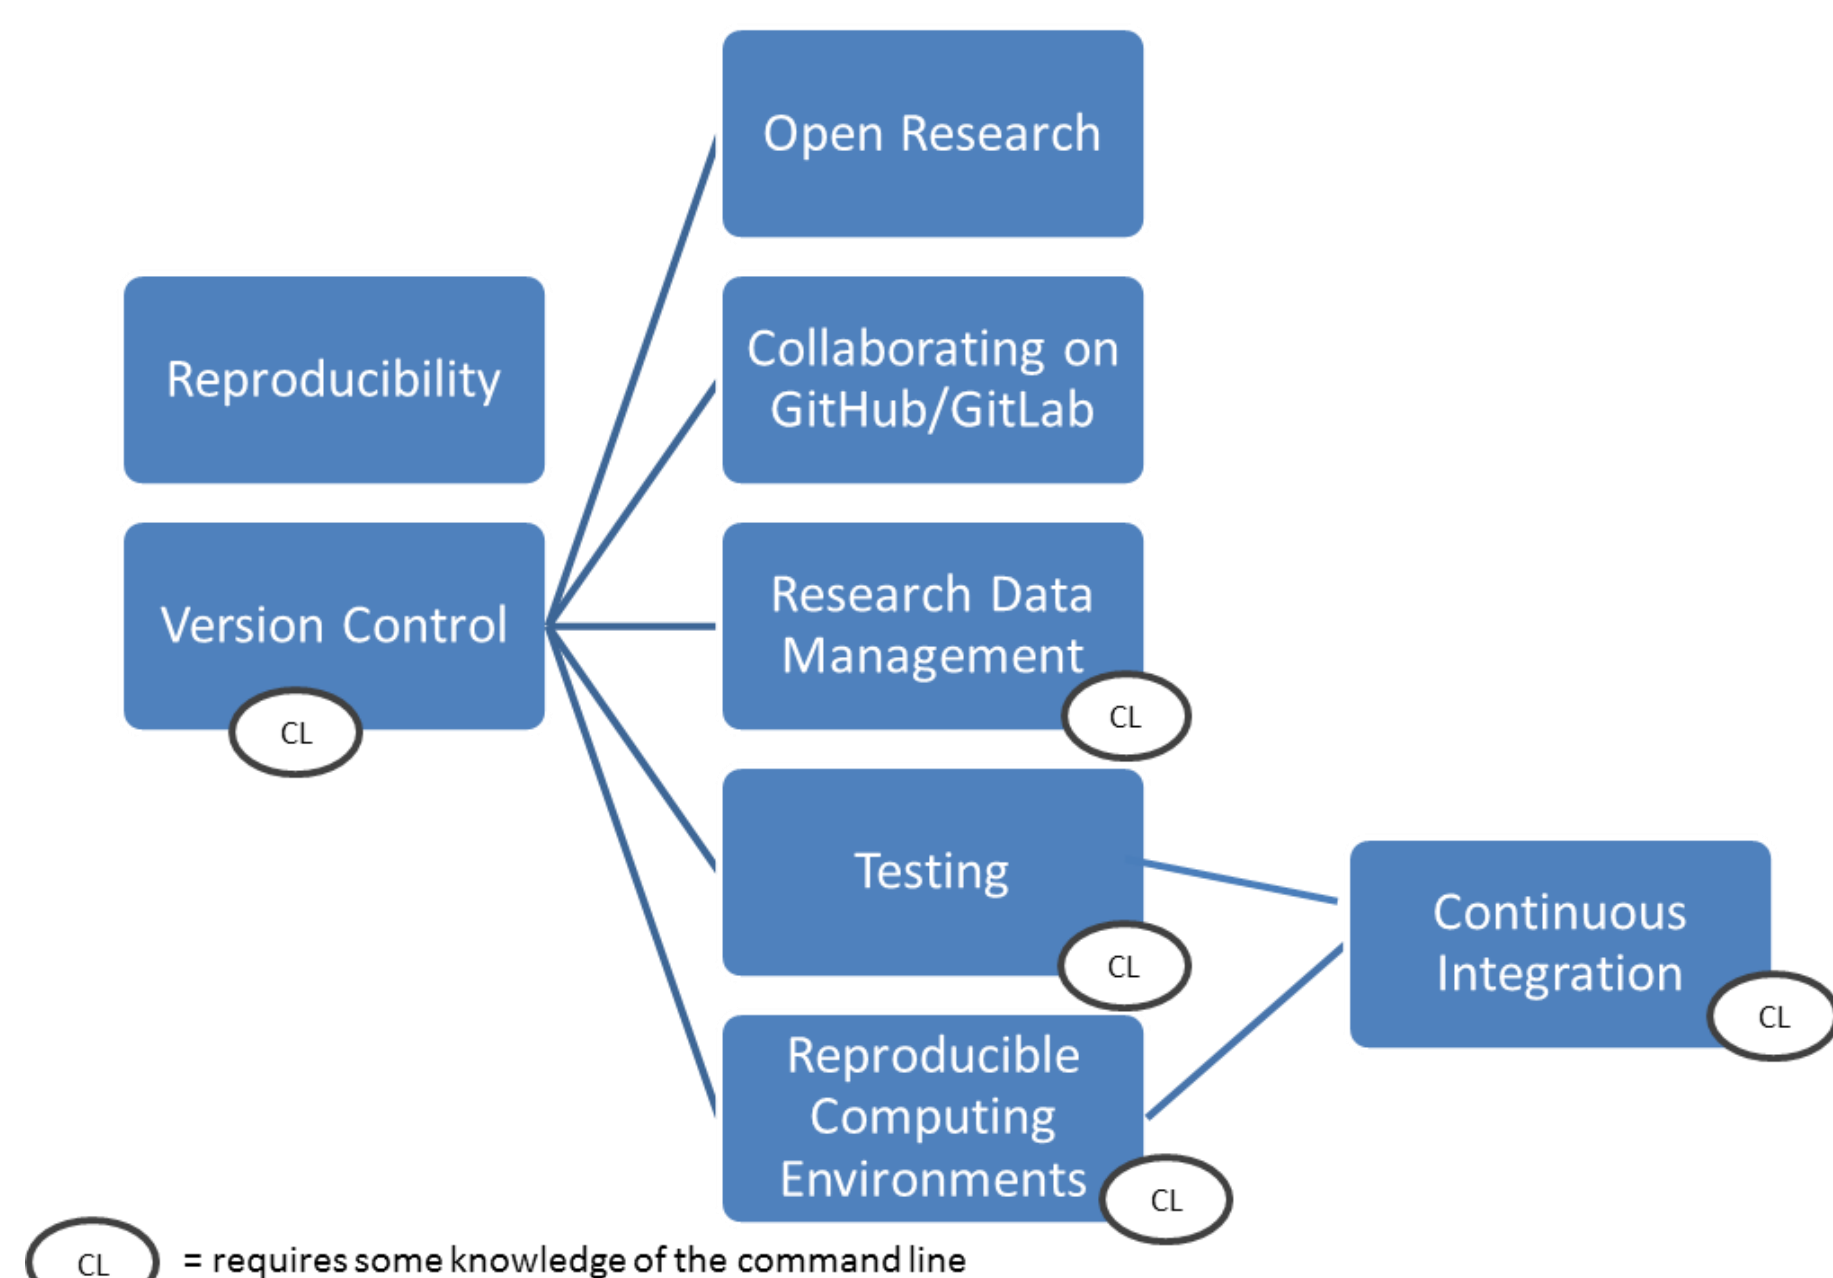 Open Research
Reproducibility
Collaborating on
GitHub/GitLab
Version Control
CL
Research Data
Management
CL
Testing
CL
Continuous
Integration
CL
Reproducible
Computing
Environments
CL
CL = requires some knowledge of the command line